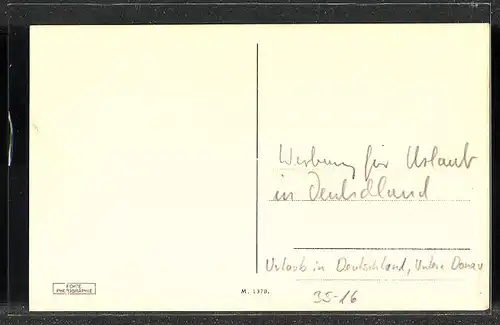 Werbung für Urlaub
in Deutschland
Urlaub in Deutschland, Untere Donau
35-16
ECHTE
PHOTOGRAPHIE
M. 1370.